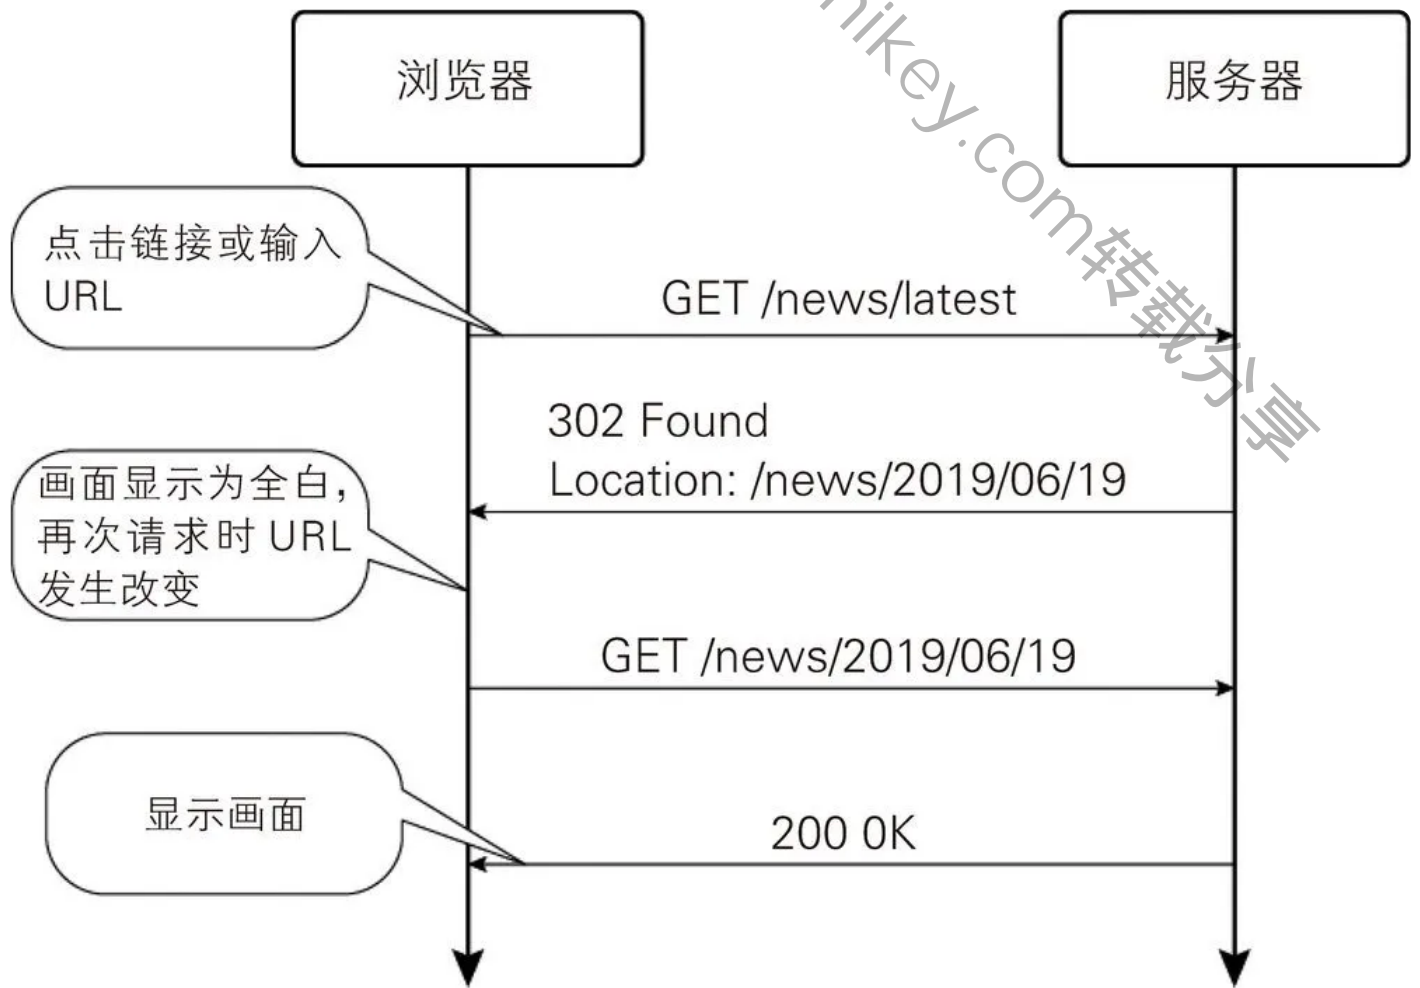 浏览器
服务器
点击链接或输入
URL
GET /news/latest
302 Found
Location: /news/2019/06/19
画面显示为全白，
再次请求时 URL
发生改变
GET /news/2019/06/19
显示画面
200 0K
nikey.com转载分享